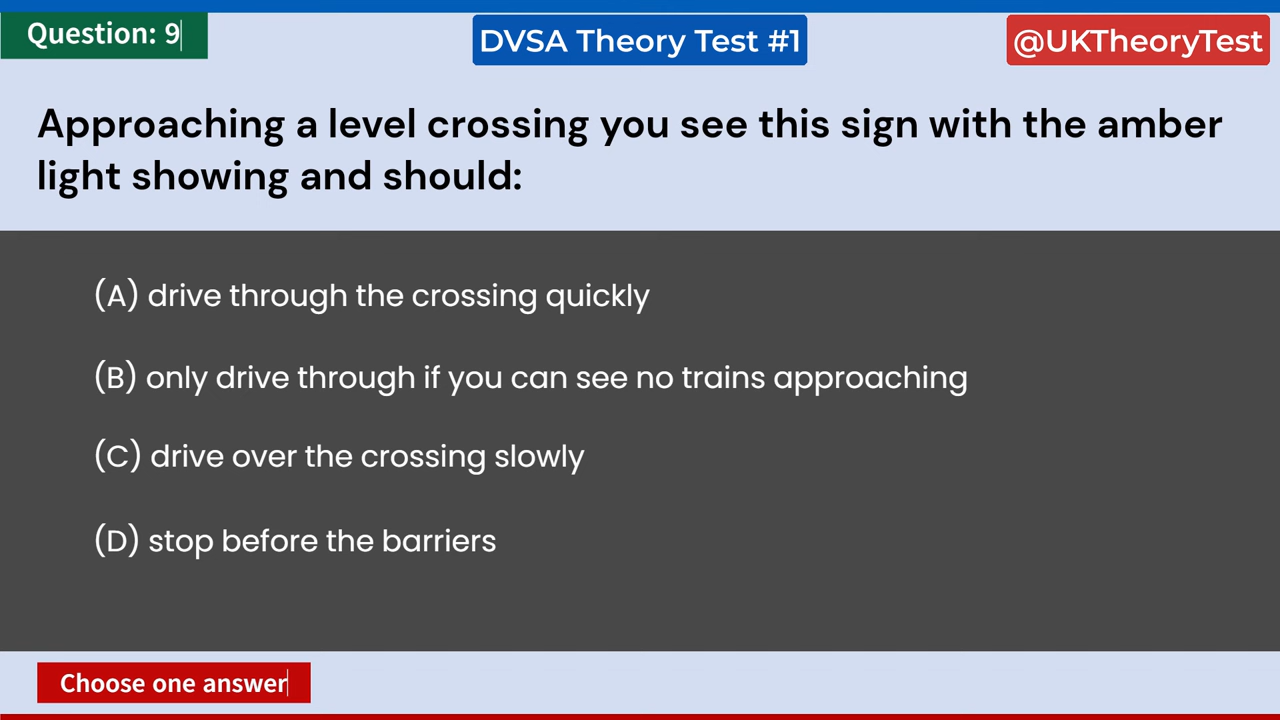 Question: 9
DVSA Theory Test #1
@UKTheoryTest
Approaching a level crossing you see this sign with the amber
light showing and should:
(A) drive through the crossing quickly
(B) only drive through if you can see no trains approaching
(C) drive over the crossing slowly
(D) stop before the barriers
Choose one answer